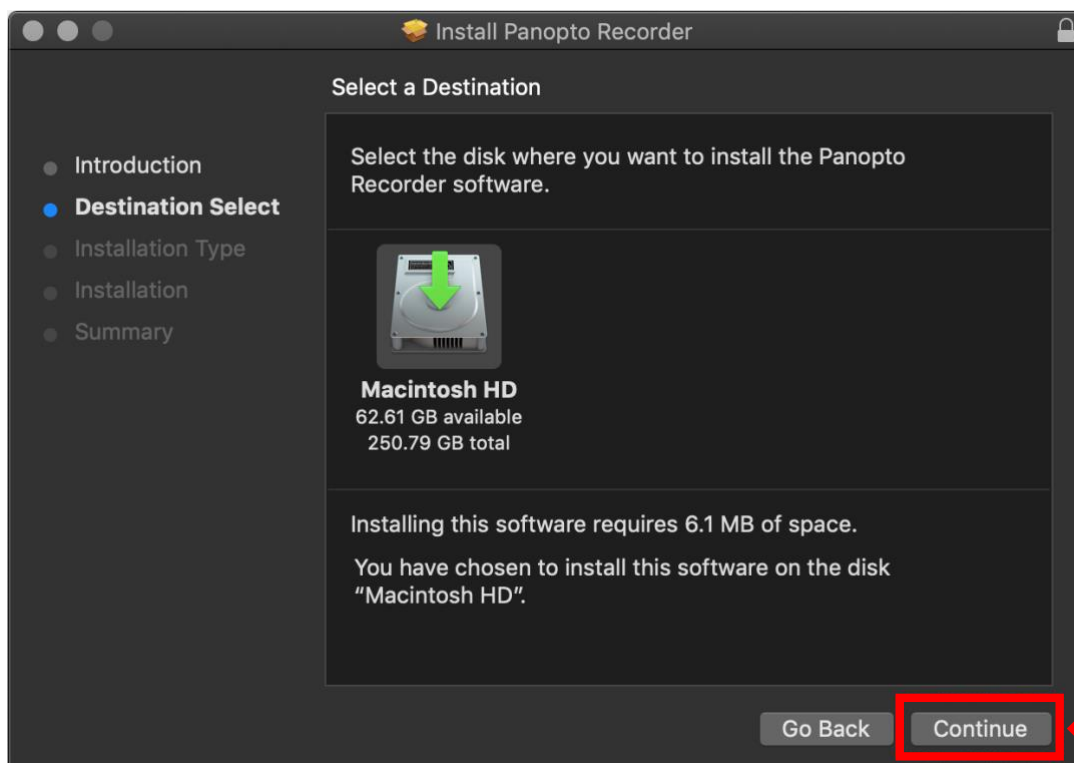 Install Panopto Recorder
Select a Destination
Introduction
Destination Select
Installation Type
Installation
Summary
Select the disk where you want to install the Panopto
Recorder software.
Macintosh HD
62.61 GB available
250.79 GB total
Installing this software requires 6.1 MB of space.
You have chosen to install this software on the disk
“Macintosh HD”.
Go Back
Continue